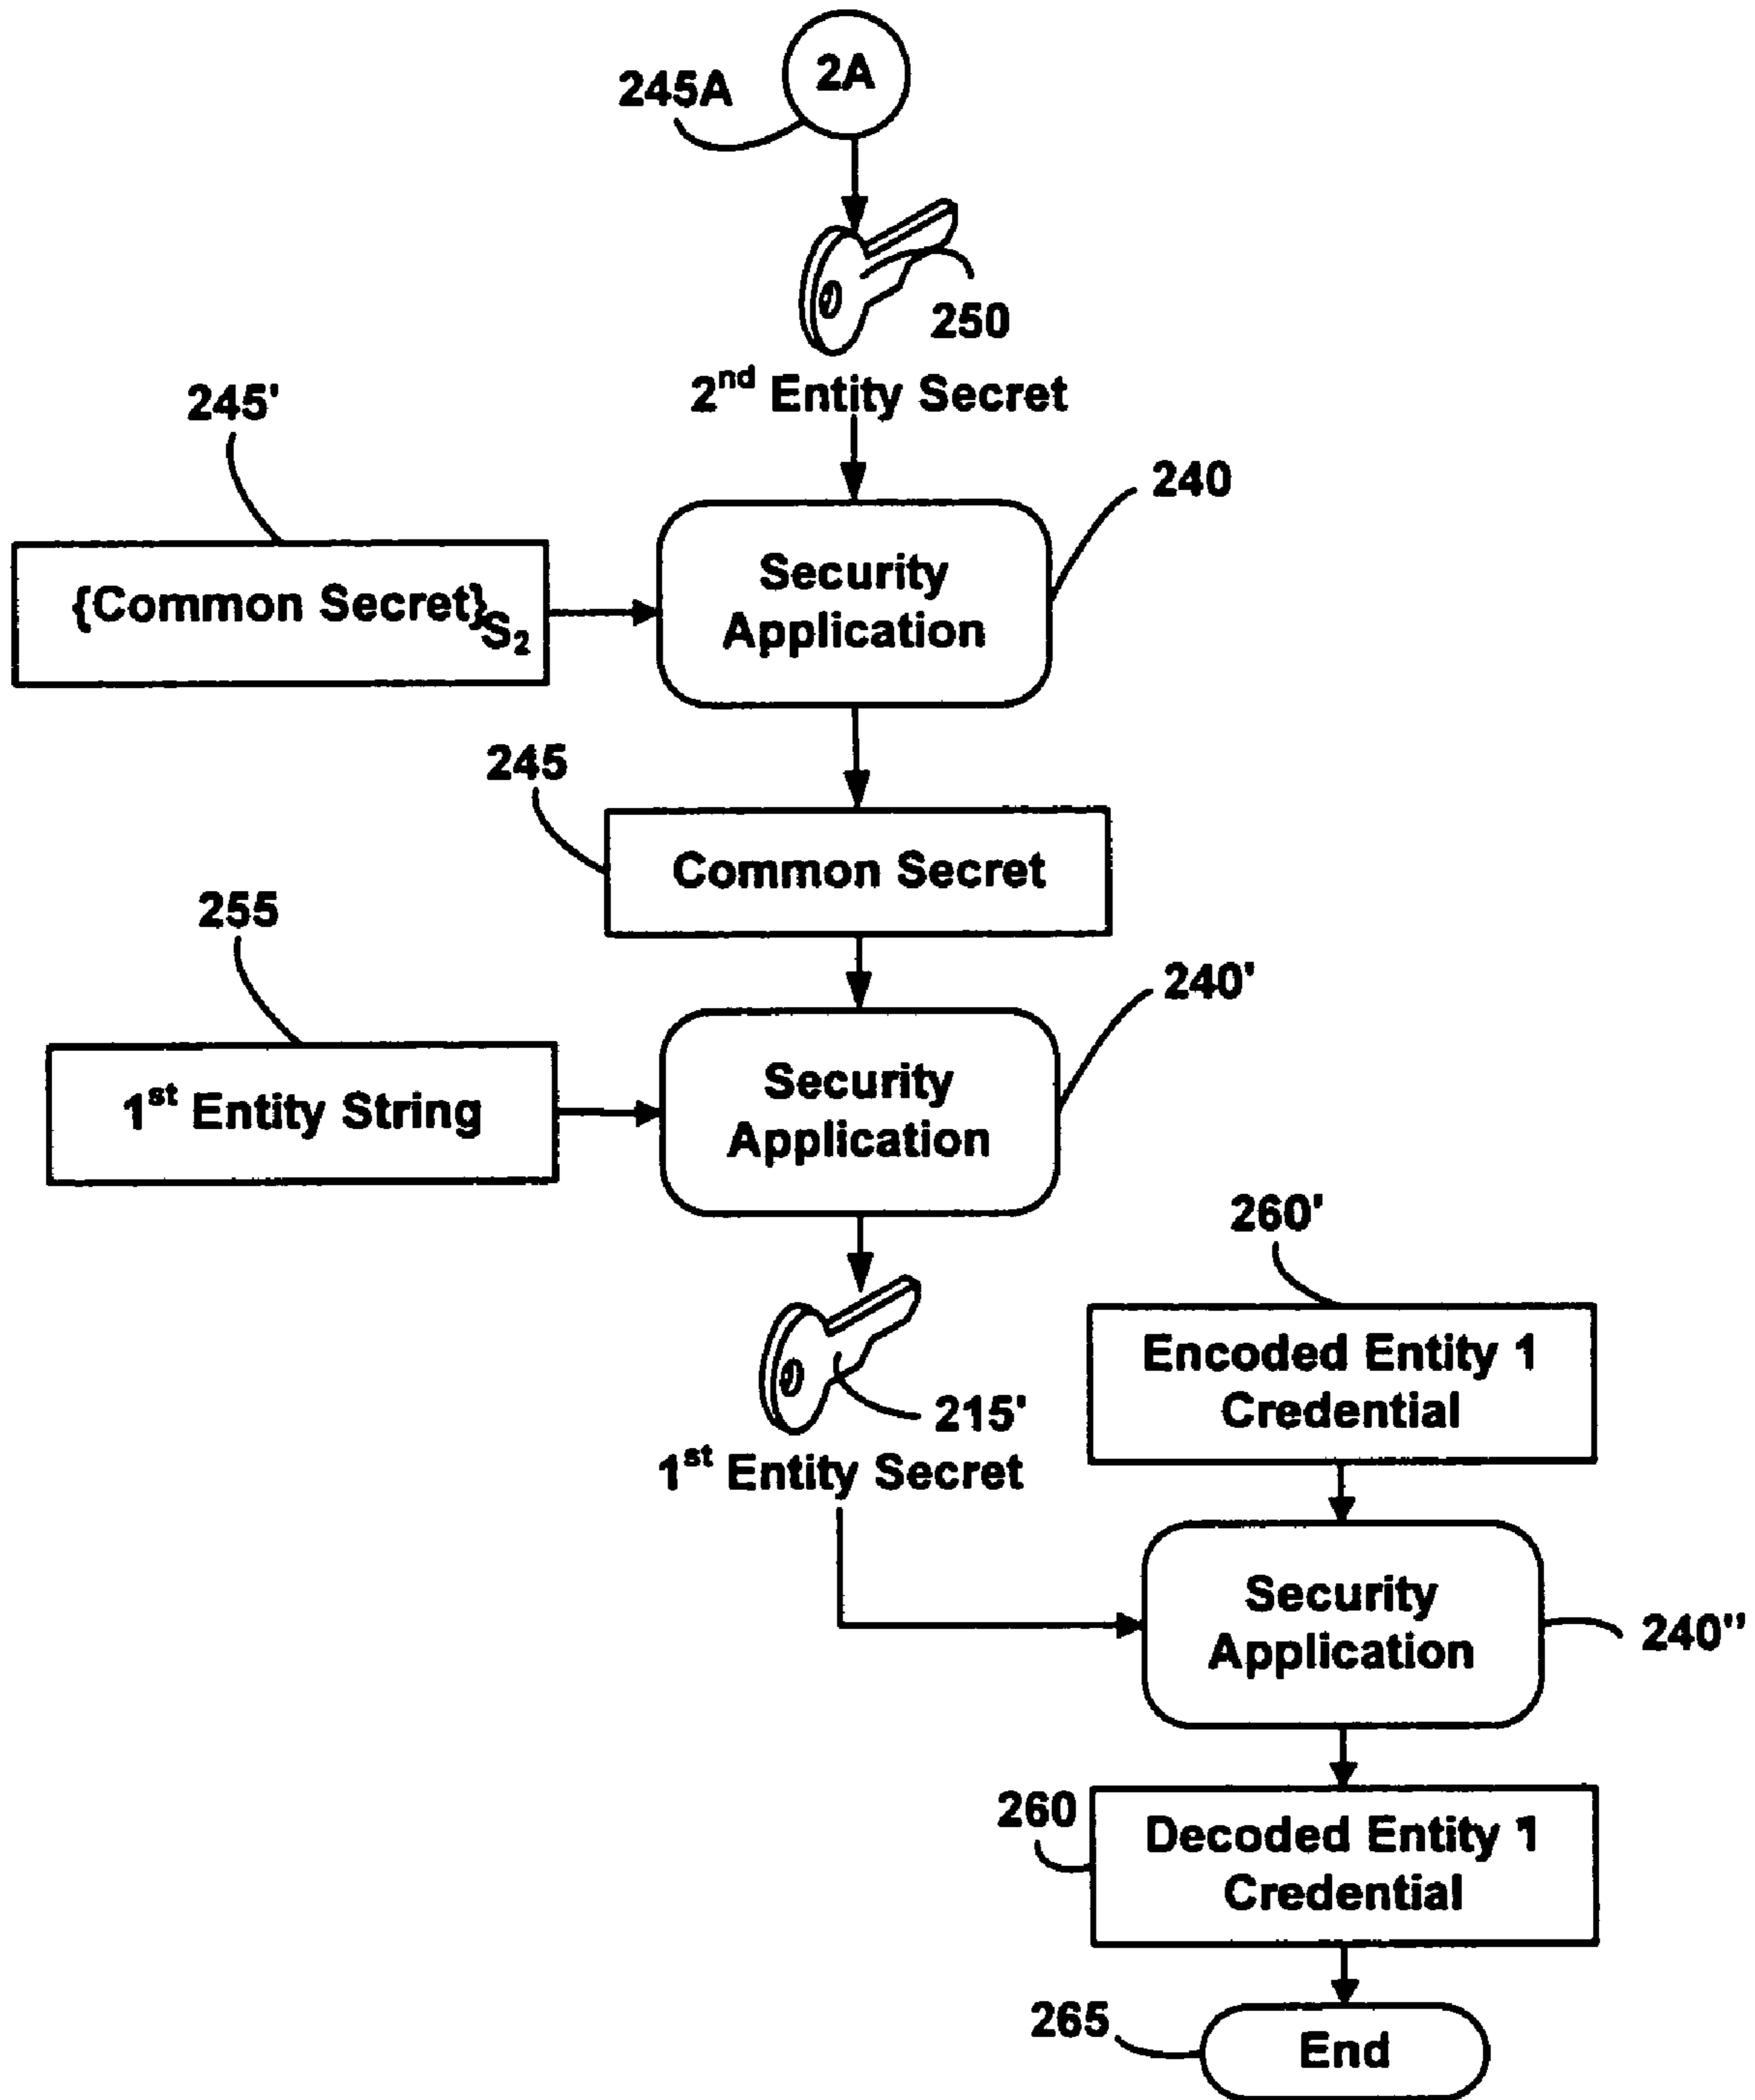 2A
245A
250
2nd Entity Secret
245'
240
{Common Secret}S2
Security
Application
245
Common Secret
255
240'
1st Entity String
Security
Application
260'
215'
1st Entity Secret
Encoded Entity 1
Credential
Security
Application
240"
260
Decoded Entity 1
Credential
265
End